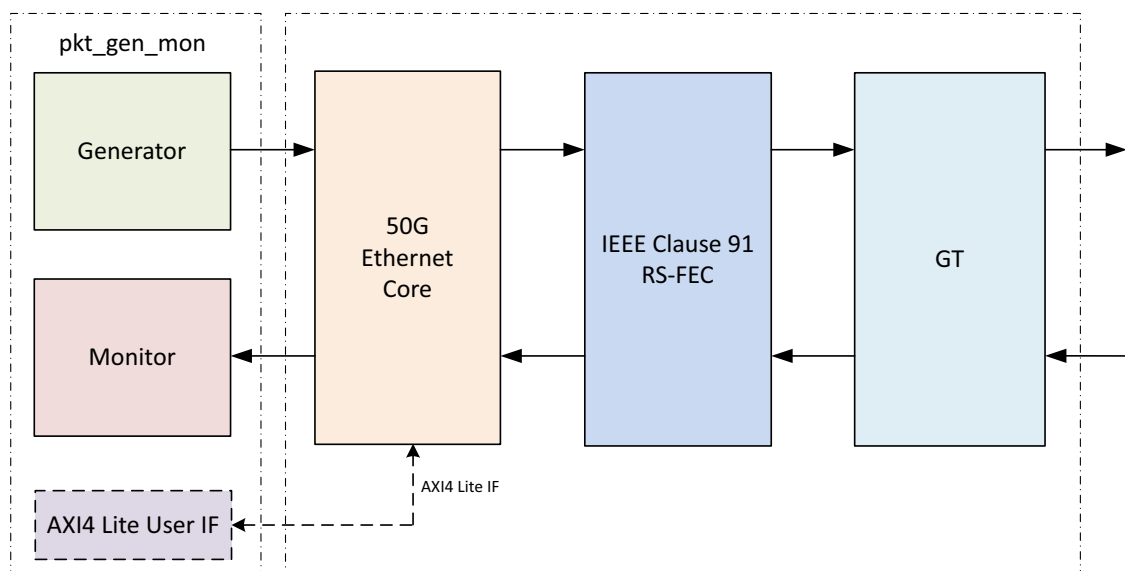 pkt_gen_mon
Generator
50G
Ethernet
Core
IEEE Clause 91
RS-FEC
GT
Monitor
AXI4 Lite IF
AXI4 Lite User IF